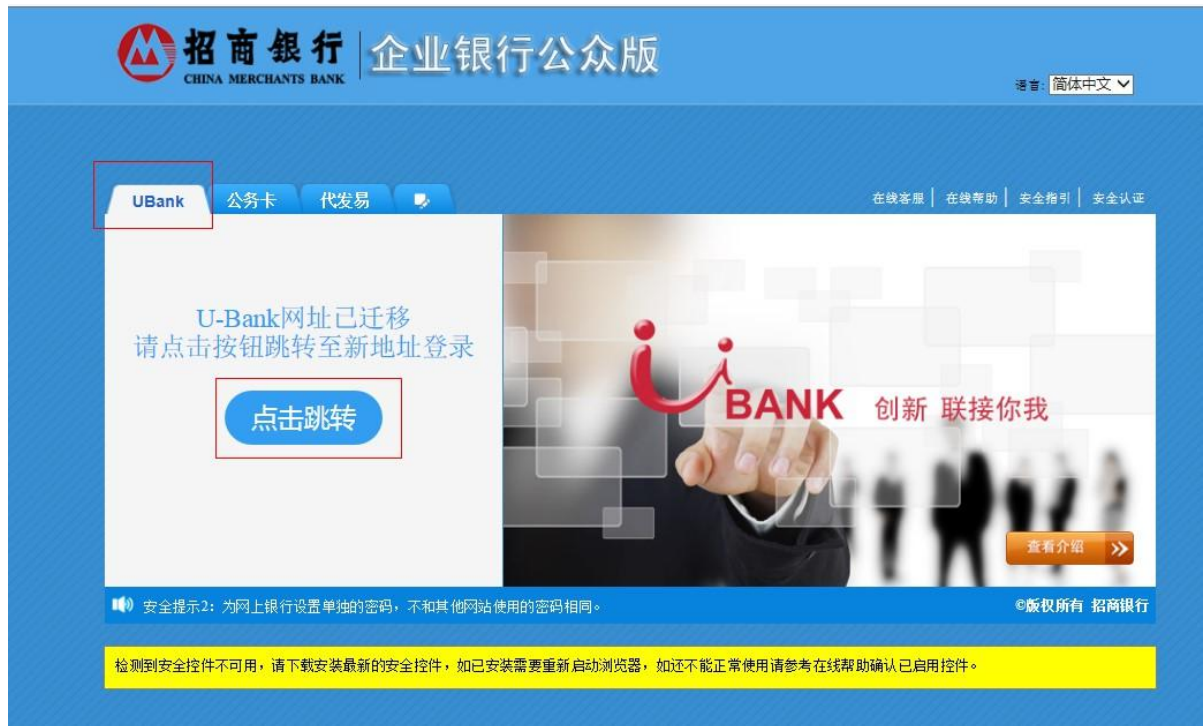 招商银行 企业银行公众版
CHINA MERCHANTS BANK
语言: 简体中文
UBank 公务卡 代发易
在线客服 | 在线帮助 | 安全指引 | 安全认证
U-Bank网址已迁移
请点击按钮跳转至新地址登录
点击跳转
U BANK 创新 联接你我
查看介绍
安全提示2：为网上银行设置单独的密码，不和其他网站使用的密码相同。
©版权所有 招商银行
检测到安全控件不可用，请下载安装最新的安全控件，如已安装需要重新启动浏览器，如还不能正常使用请参考在线帮助确认已启用控件。